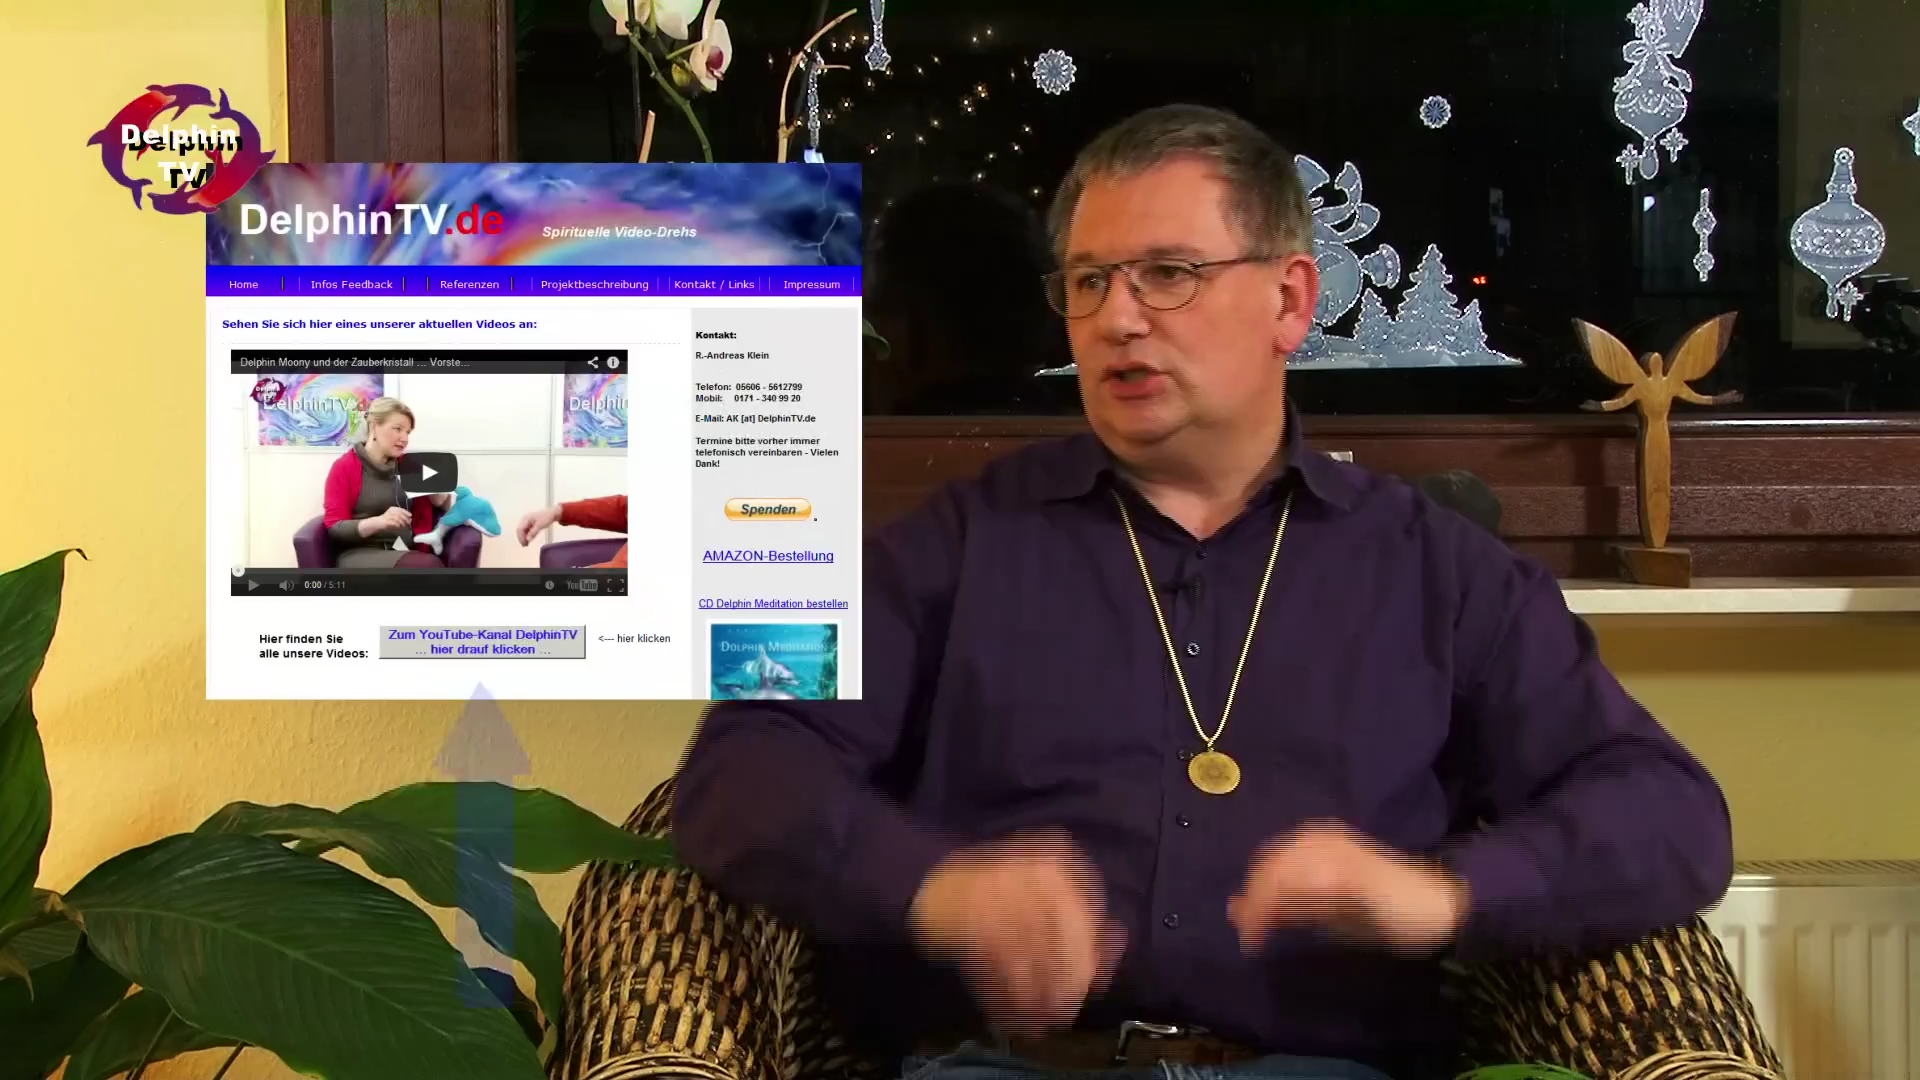 Delphin
TV
DelphinTV.de
Spirituelle Video-Drehs
Home
Infos Feedback
Referenzen
Projektbeschreibung
Kontakt / Links
Impressum
Sehen Sie sich hier eines unserer aktuellen Videos an:
Delphin Moony und der Zauberkristall ... Vorste...
DelphinTV.d
Delphin
0:00 / 5:11
YouTube
Hier finden Sie
alle unsere Videos:
Zum YouTube-Kanal DelphinTV
... hier drauf klicken ...
<--- hier klicken
Kontakt:
R.-Andreas Klein
Telefon: 05606 - 5612799
Mobil: 0171 - 340 99 20
E-Mail: AK [at] DelphinTV.de
Termine bitte vorher immer
telefonisch vereinbaren - Vielen
Dank!
Spenden
AMAZON-Bestellung
CD Delphin Meditation bestellen
DOLPHIN MEDITATION